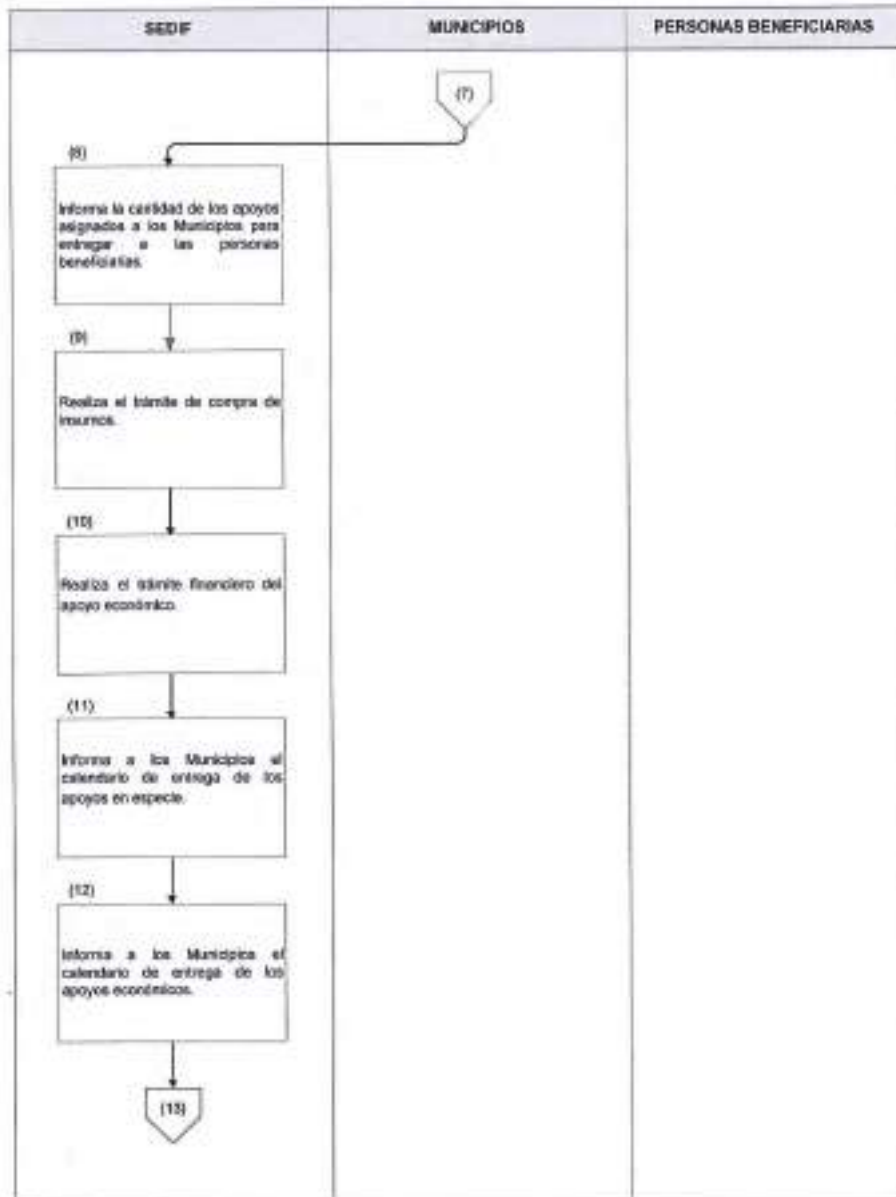 SEDIF
MUNICIPIOS
PERSONAS BENEFICIARIAS
(7)
(8)
Informa la cantidad de los apoyos
asignados a los Municipios para
entregar a las personas
beneficiarias.
(9)
Realiza el trámite de compra de
insumos.
(10)
Realiza el trámite financiero del
apoyo económico.
(11)
Informa a los Municipios el
calendario de entrega de los
apoyos en especie.
(12)
Informa a los Municipios el
calendario de entrega de los
apoyos económicos.
(13)